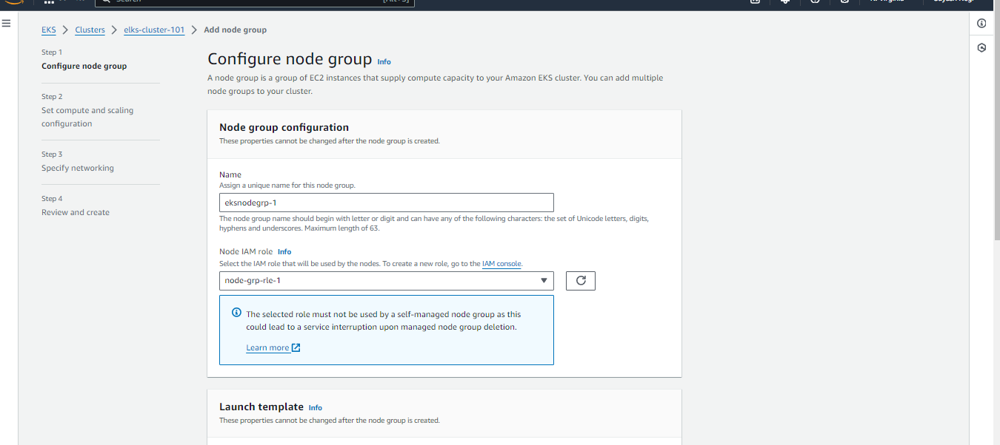 Search [Alt+S]
EKS Clusters elks-cluster-101 Add node group
Step 1
Configure node group
Step 2
Set compute and scaling
configuration
Step 3
Specify networking
Step 4
Review and create
Configure node group Info
A node group is a group of EC2 instances that supply compute capacity to your Amazon EKS cluster. You can add multiple
node groups to your cluster.
Node group configuration
These properties cannot be changed after the node group is created.
Name
Assign a unique name for this node group.
eksnodegrp-1
The node group name should begin with letter or digit and can have any of the following characters: the set of Unicode letters, digits,
hyphens and underscores. Maximum length of 63.
Node IAM role Info
Select the IAM role that will be used by the nodes. To create a new role, go to the IAM console.
node-grp-rle-1
The selected role must not be used by a self-managed node group as this
could lead to a service interruption upon managed node group deletion.
Learn more
Launch template Info
These properties cannot be changed after the node group is created.